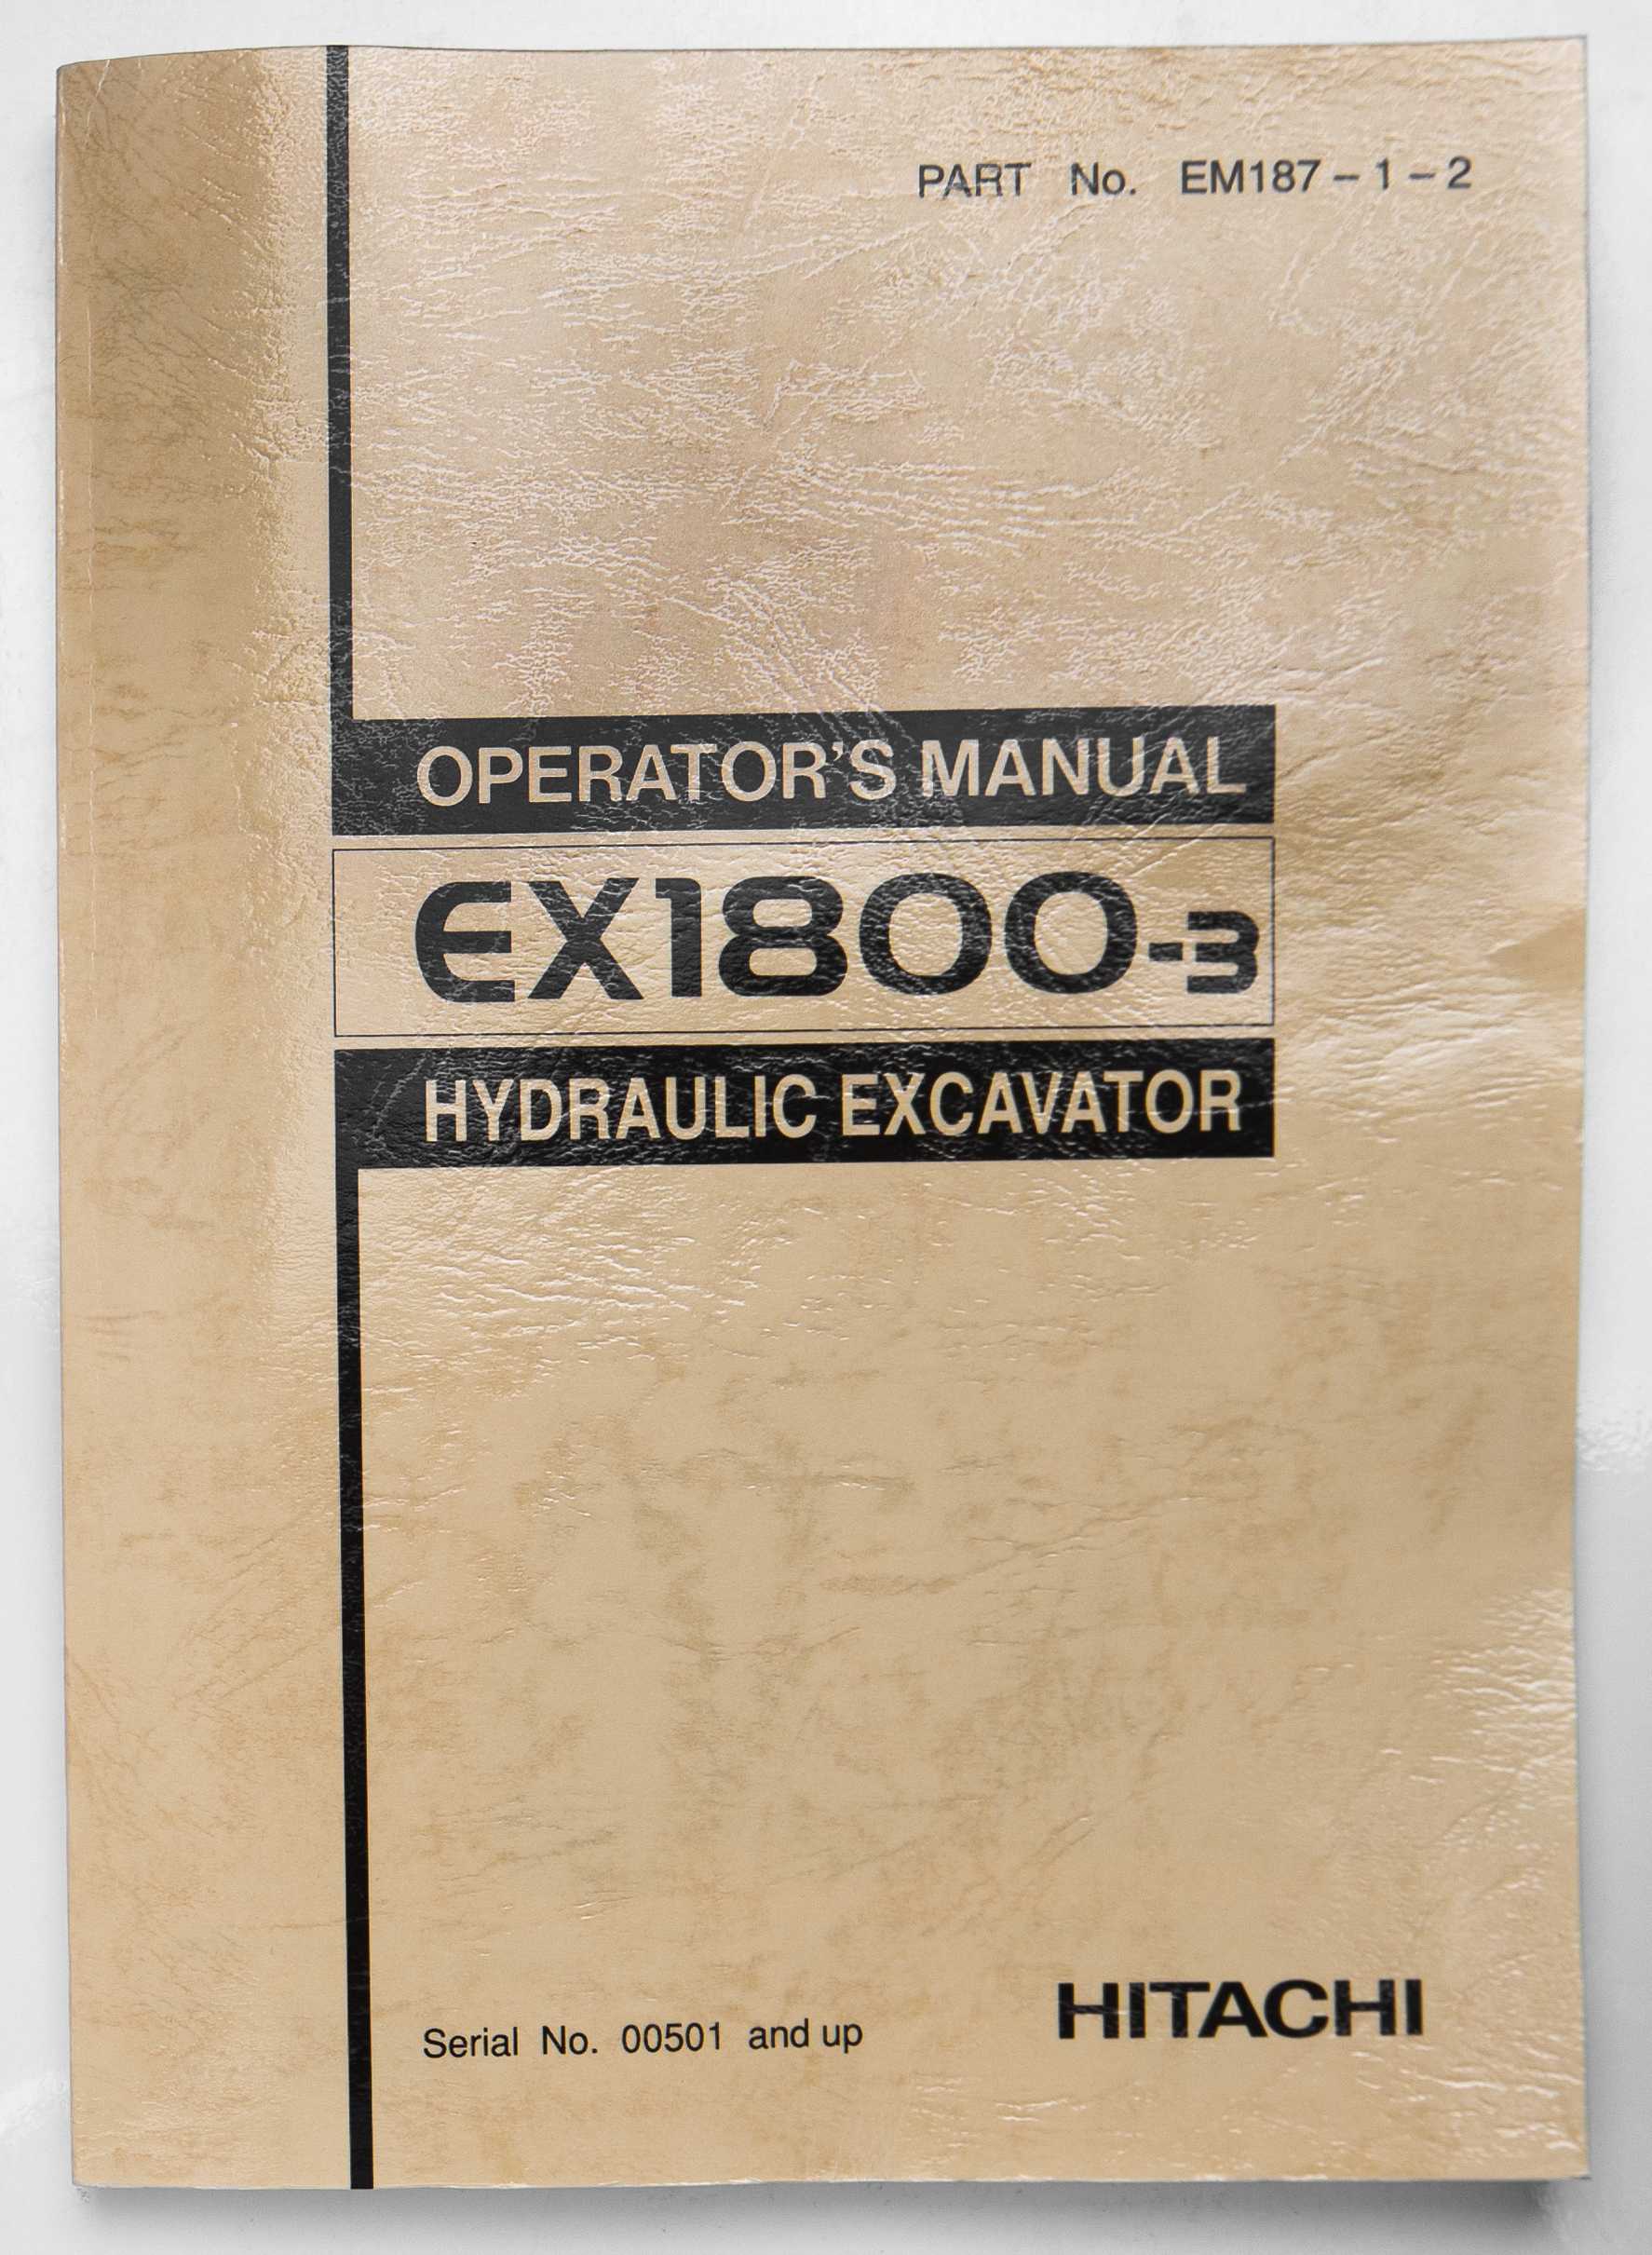 PART No. EM187-1-2
OPERATOR'S MANUAL
EX1800-3
HYDRAULIC EXCAVATOR
Serial No. 00501 and up
HITACHI